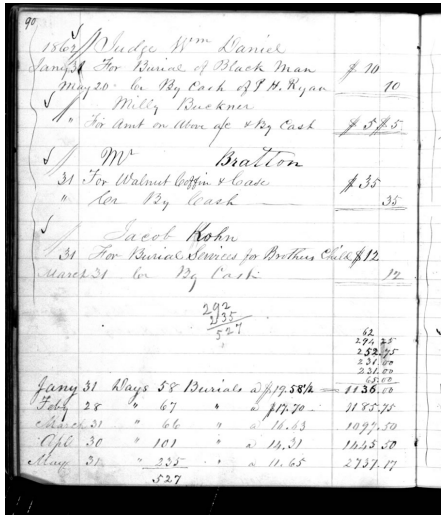 90
1862 Judge Wm Daniel
Jany 31 For Burial of Black Man $10
May 20 Cr By Cash of P H. Ryan 10
Milly Buckner
" For Amt on Above a/c & By Cash $5 $5
Mr Bratton
31 For Walnut Coffin & Case $35
" Cr By Cash 35
Jacob Kohn
31 For Burial Services for Brothers Child $12
March 31 Cr By Cash 12
292
235
527
62
294,25
252,75
231,00
231,00
65,00
Jany 31 Days 58 Burials a $19,58 1/2 1136,00
Feby 28 " 67 " a $17.70 1185,75
March 31 " 66 " a 16.63 1097,50
Apl 30 " 101 " a 14.31 1445,50
May 31 " 235 " a 11.65 2737.17
527